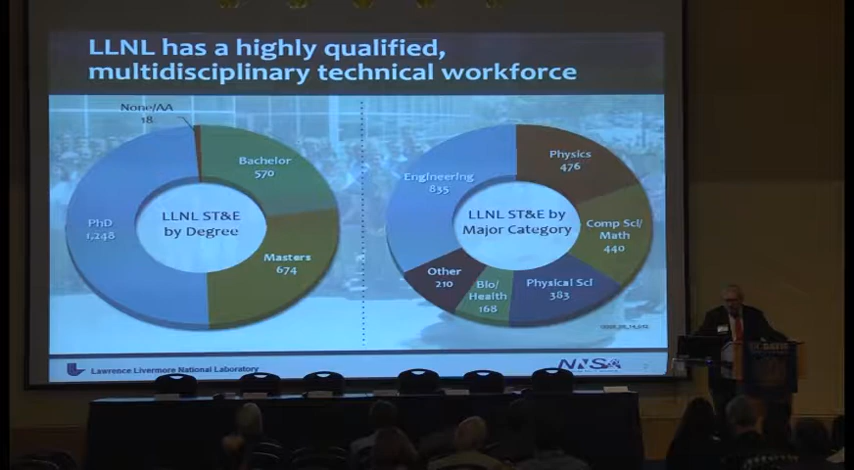 LLNL has a highly qualified,
multidisciplinary technical workforce
None/AA
18
Bachelor
570
PhD
1,248
LLNL ST&E
by Degree
Masters
674
Physics
476
Engineering
835
LLNL ST&E by
Major Category
Comp Sci/
Math
440
Other
210
Bio/
Health
168
Physical Sci
383
Lawrence Livermore National Laboratory
NNSA
DAVIS